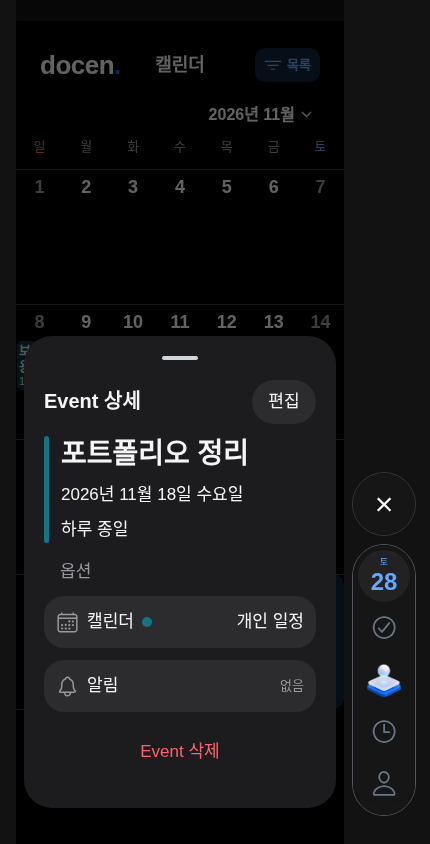 docen.
캘린더
목록
2026년 11월
일 월 화 수 목 금 토
1 2 3 4 5 6 7
8 9 10 11 12 13 14
Event 상세
편집
포트폴리오 정리
2026년 11월 18일 수요일
하루 종일
옵션
캘린더
개인 일정
알림
없음
Event 삭제
토
28